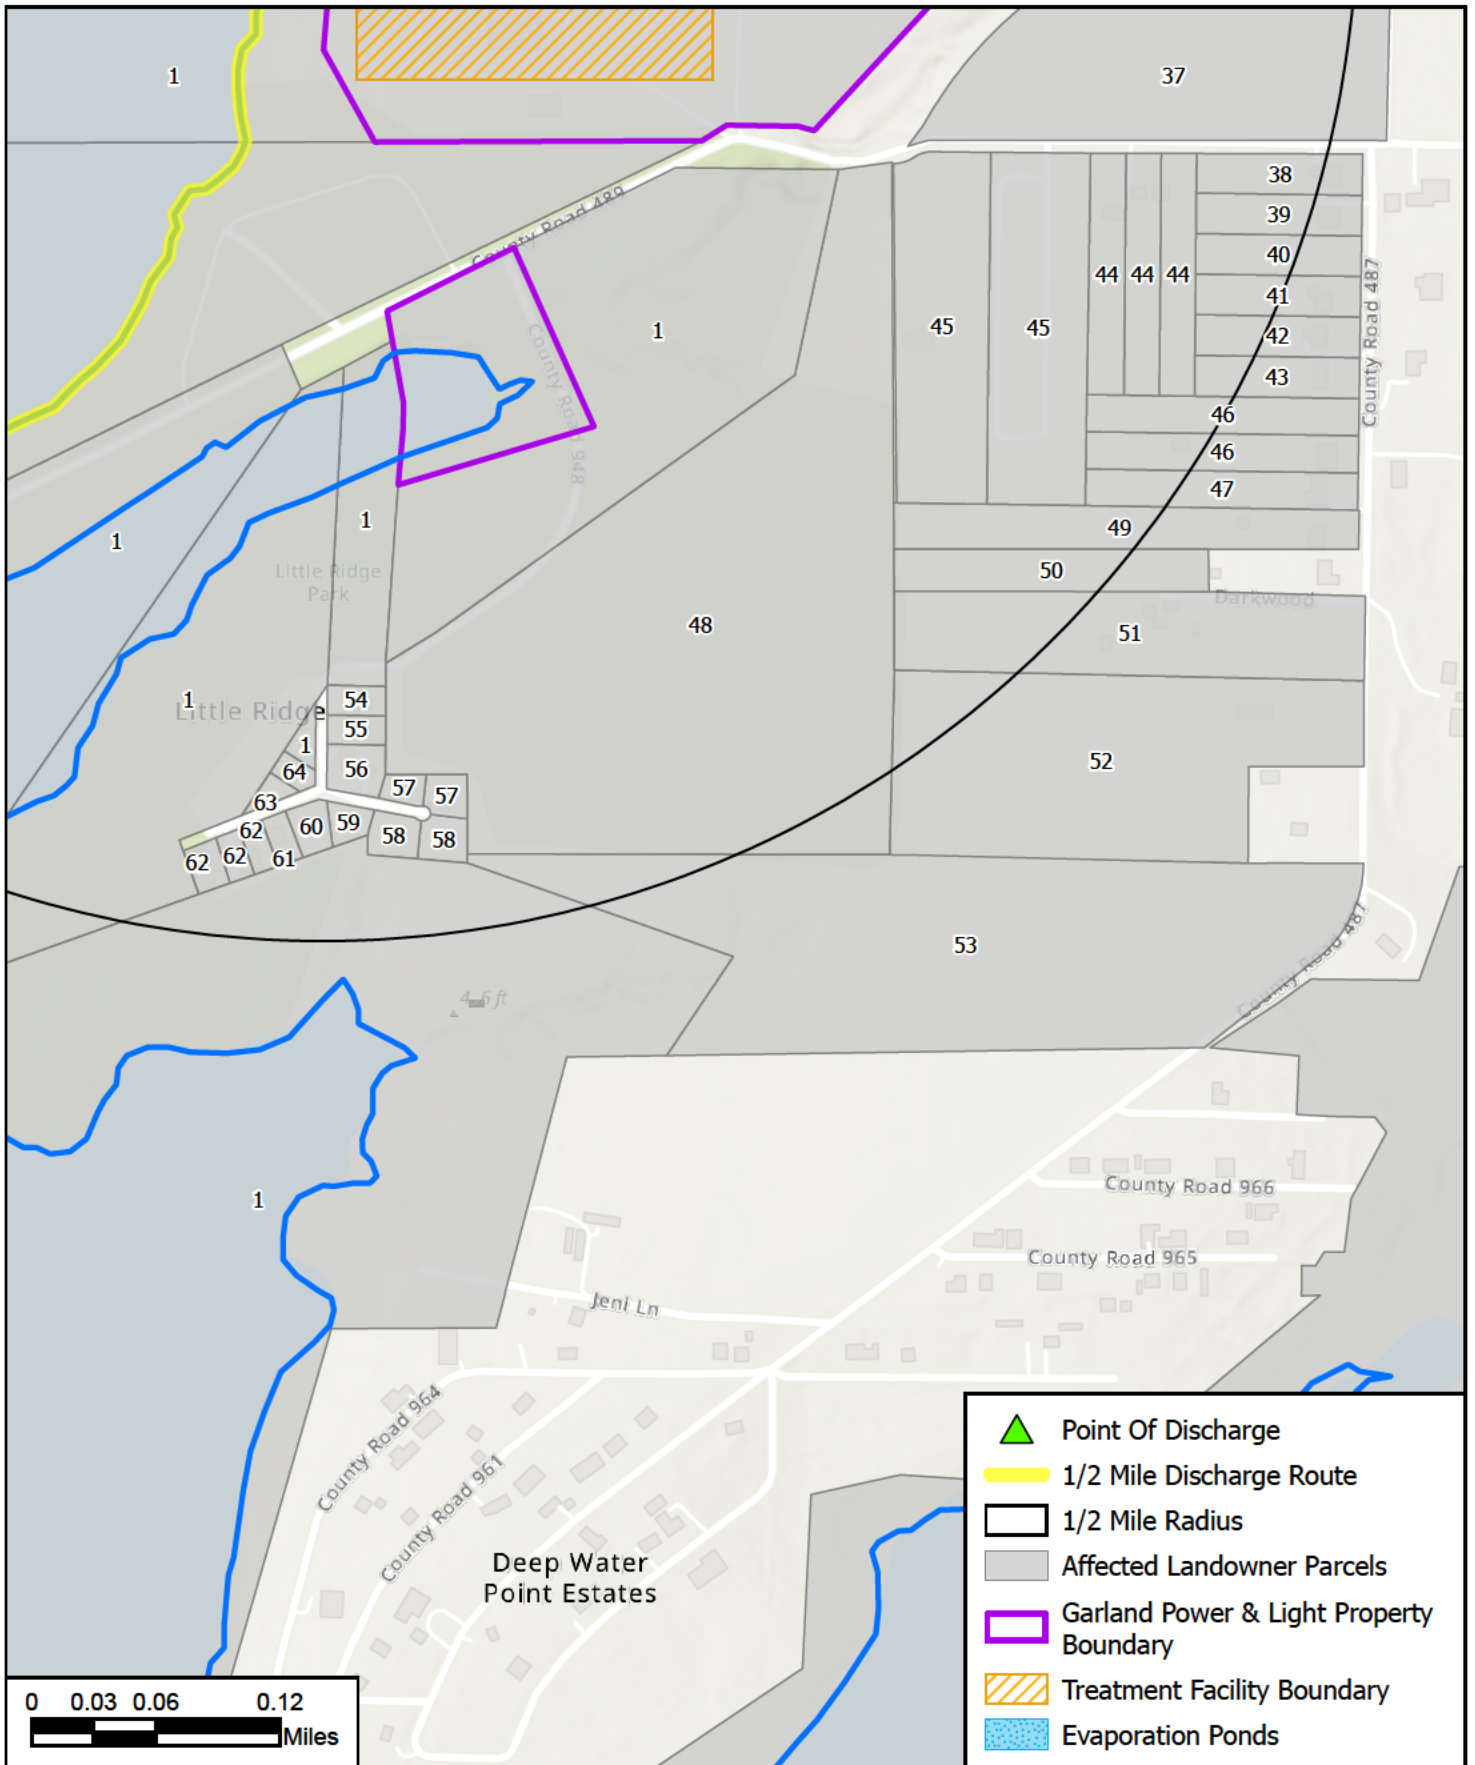 1
37
County Road 489
38
39
40
41
42
43
44
44
44
45
45
1
County Road 487
County Road 948
46
46
47
49
1
1
Little Ridge
Park
50
Darkwood
51
48
1
Little Ridge
54
55
1
56
64
57
57
63
62
60
59
58
58
62
62
61
52
53
County Road 487
1
County Road 966
County Road 965
Jeni Ln
County Road 964
County Road 961
Deep Water
Point Estates
Point Of Discharge
1/2 Mile Discharge Route
1/2 Mile Radius
Affected Landowner Parcels
Garland Power & Light Property
Boundary
Treatment Facility Boundary
Evaporation Ponds
0 0.03 0.06 0.12
Miles